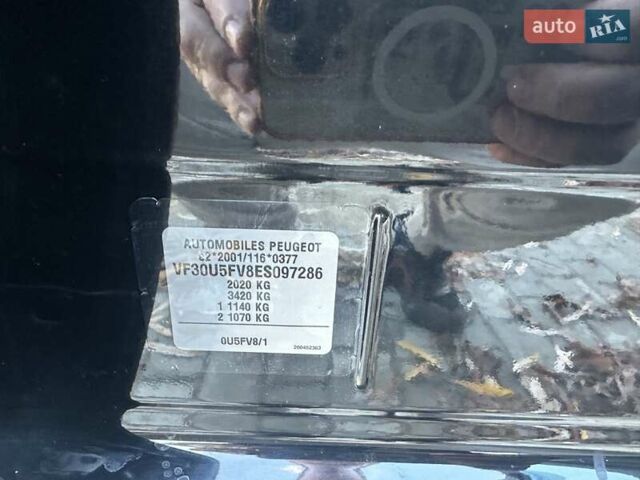 auto RIA.com
AUTOMOBILES PEUGEOT
e2*2001/116*0377
VF30U5FV8ES097286
2020 KG
3420 KG
1 1140 KG
2 1070 KG
0U5FV8/1